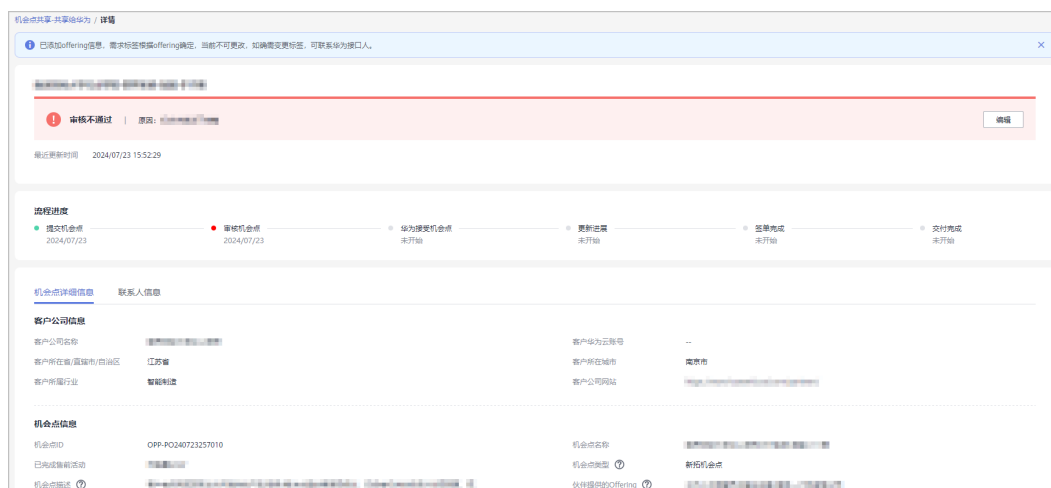 机会点共享-共享给华为 / 详情
已添加offering信息，需求标签根据offering确定，当前不可更改，如确需变更标签，可联系华为接口人。
审核不通过 | 原因：
编辑
最近更新时间 2024/07/23 15:52:29
流程进度
提交机会点 审核机会点 华为接受机会点 更新进展 签单完成 交付完成
2024/07/23 2024/07/23 未开始 未开始 未开始 未开始
机会点详细信息 联系人信息
客户公司信息
客户公司名称 客户华为云账号 --
客户所在省/直辖市/自治区 江苏省 客户所在城市 南京市
客户所属行业 智能制造 客户公司网站
机会点信息
机会点ID OPP-PO240723257010 机会点名称
已完成售前活动 机会点类型 新拓机会点
机会点描述 伙伴提供的Offering